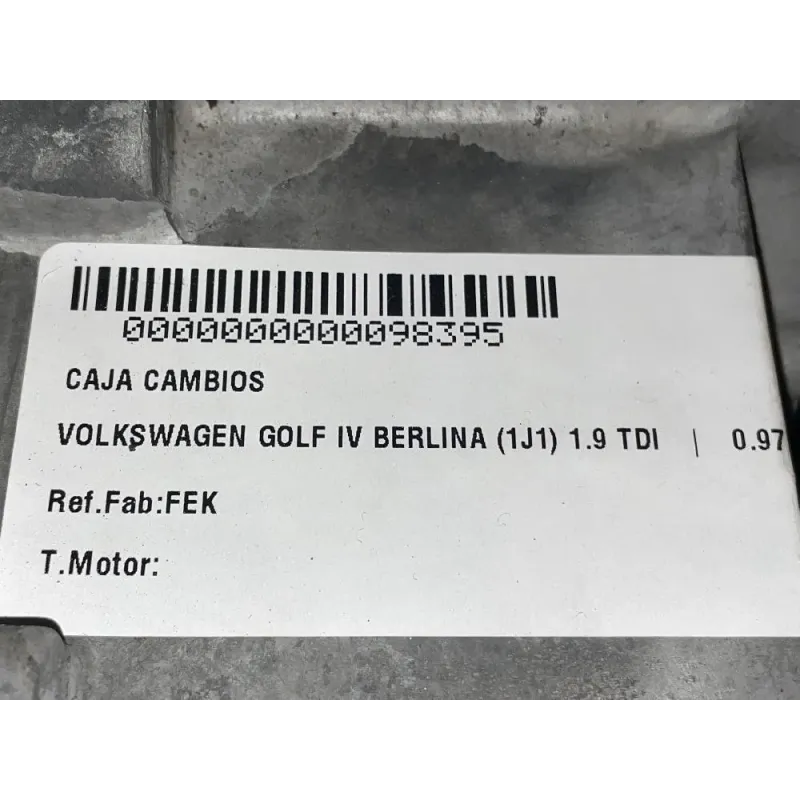 0000000000098395
CAJA CAMBIOS
VOLKSWAGEN GOLF IV BERLINA (1J1) 1.9 TDI | 0.97
Ref.Fab:FEK
T.Motor: